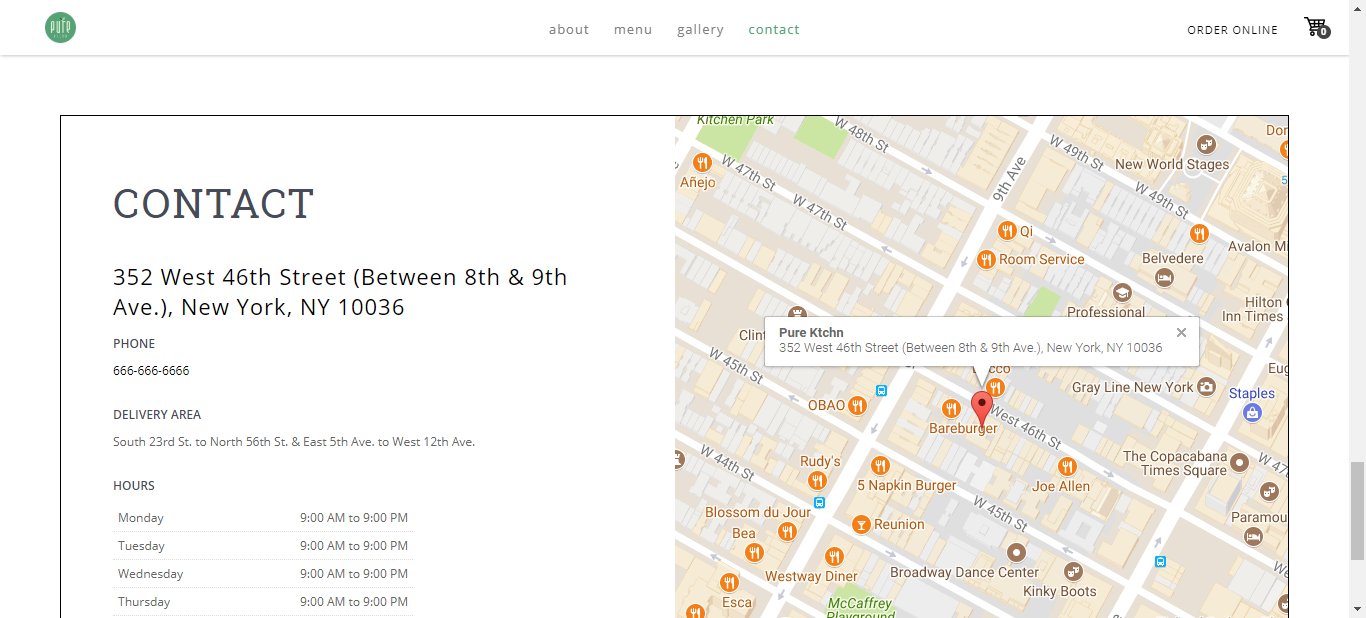 pure
about
menu
gallery
contact
ORDER ONLINE
0
CONTACT
352 West 46th Street (Between 8th & 9th
Ave.), New York, NY 10036
PHONE
666-666-6666
DELIVERY AREA
South 23rd St. to North 56th St. & East 5th Ave. to West 12th Ave.
HOURS
Monday 9:00 AM to 9:00 PM
Tuesday 9:00 AM to 9:00 PM
Wednesday 9:00 AM to 9:00 PM
Thursday 9:00 AM to 9:00 PM
Kitchen Park
W 48th St
W 49th St
Dor
New World Stages
Añejo
W 47th St
9th Ave
5
W 47th St
W 49th St
Qi
Avalon Mi
Room Service
Belvedere
Hilton
Inn Times
Professional
Clint
Pure Ktchn
352 West 46th Street (Between 8th & 9th Ave.), New York, NY 10036
W 45th St
cco
Eug
Gray Line New York
Staples
OBAO
Bareburger
West 46th St
The Copacabana
Times Square
W 47
W 44th St
Rudy's
5 Napkin Burger
Joe Allen
Blossom du Jour
W 45th St
Paramou
Reunion
Bea
Westway Diner
Broadway Dance Center
Kinky Boots
Esca
McCaffrey
Playground